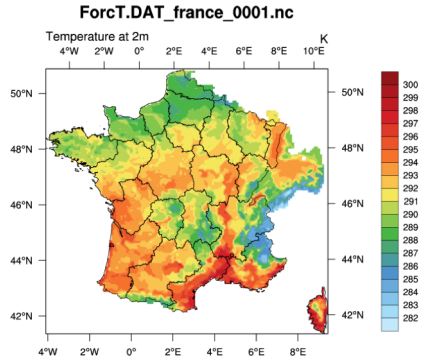 ForcT.DAT_france_0001.nc
Temperature at 2m K
4°W 2°W 0° 2°E 4°E 6°E 8°E 10°E
50°N 50°N
48°N 48°N
46°N 46°N
44°N 44°N
42°N 42°N
4°W 2°W 0° 2°E 4°E 6°E 8°E
300
299
298
297
296
295
294
293
292
291
290
289
288
287
286
285
284
283
282